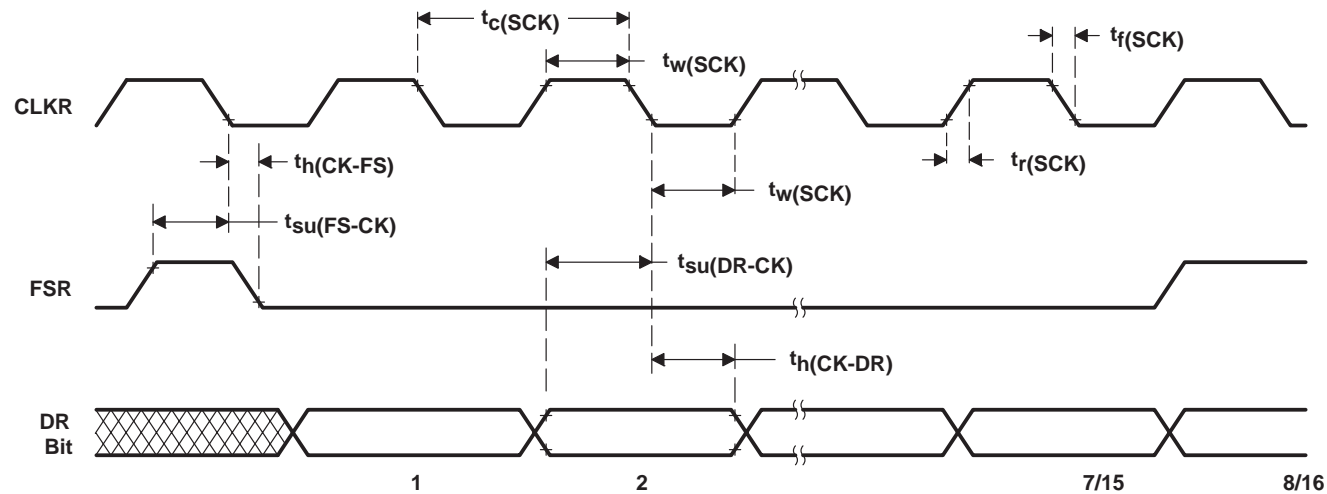 tc(SCK)
tw(SCK)
tf(SCK)
CLKR
th(CK-FS)
tr(SCK)
tw(SCK)
tsu(FS-CK)
tsu(DR-CK)
FSR
th(CK-DR)
DR
Bit
1 2 7/15 8/16